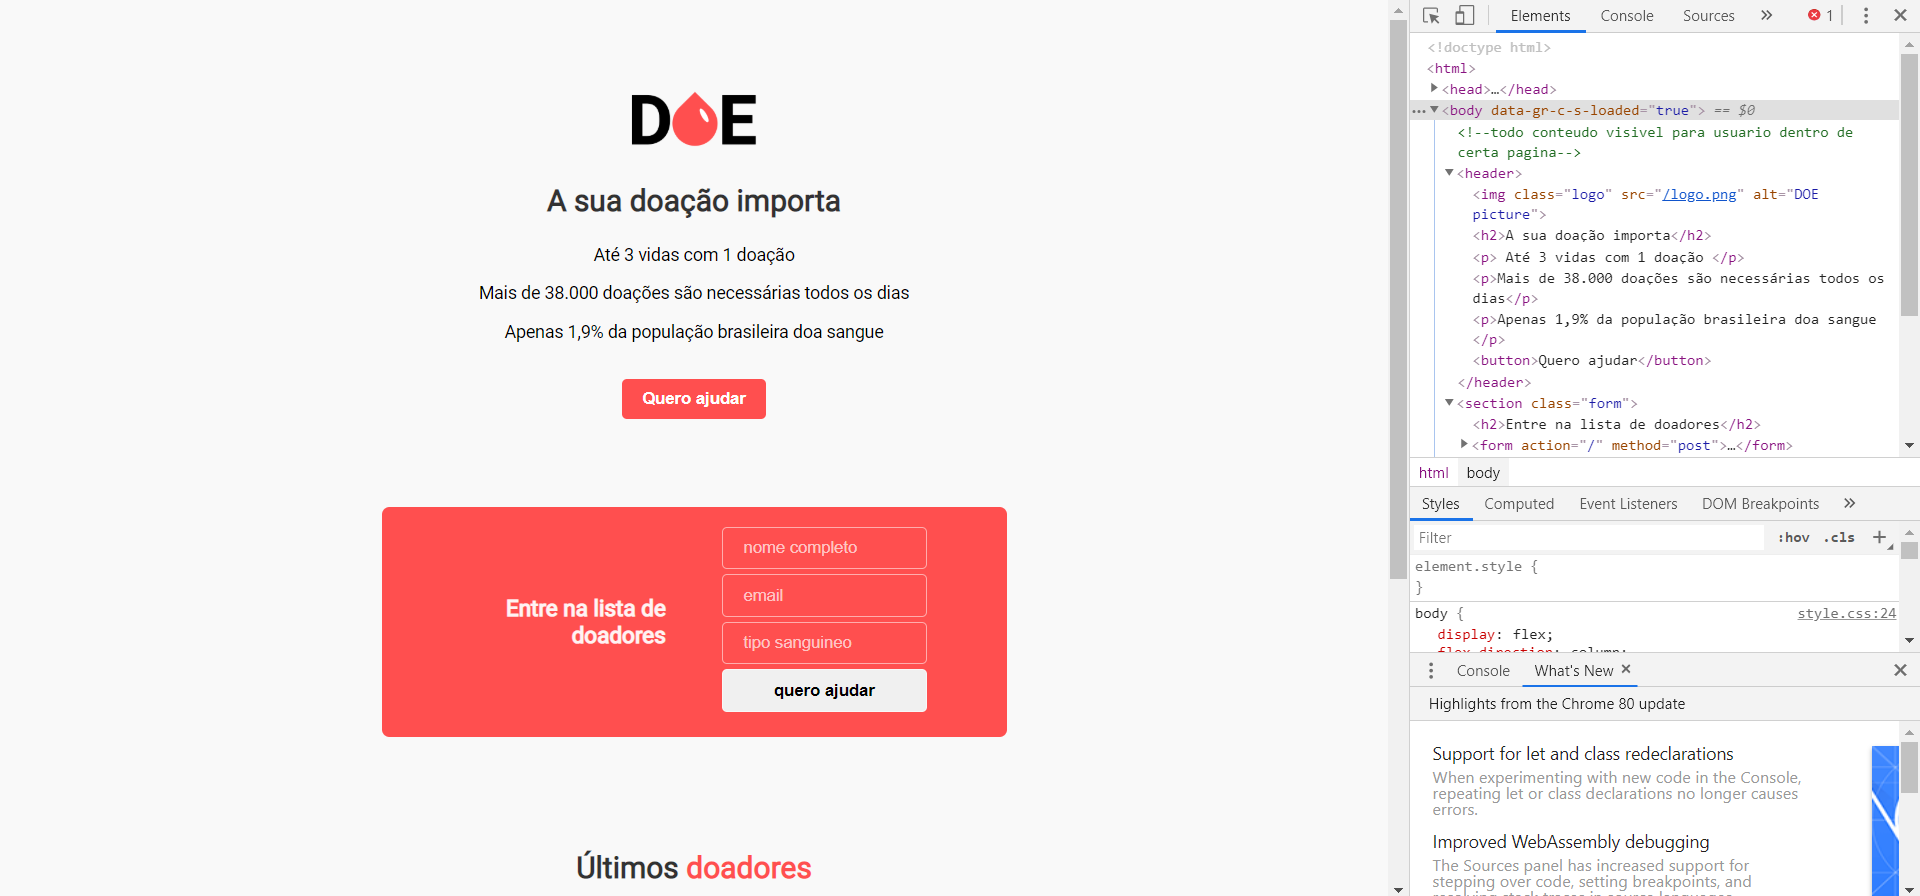 DOE
A sua doação importa
Até 3 vidas com 1 doação
Mais de 38.000 doações são necessárias todos os dias
Apenas 1,9% da população brasileira doa sangue
Quero ajudar
Entre na lista de
doadores
nome completo
email
tipo sanguineo
quero ajudar
Últimos doadores
Elements Console Sources 1
<!doctype html>
<html>
<head>…</head>
<body data-gr-c-s-loaded="true"> == $0
<!--todo conteudo visivel para usuario dentro de
certa pagina-->
<header>
<img class="logo" src="/logo.png" alt="DOE
picture">
<h2>A sua doação importa</h2>
<p> Até 3 vidas com 1 doação </p>
<p>Mais de 38.000 doações são necessárias todos os
dias</p>
<p>Apenas 1,9% da população brasileira doa sangue
</p>
<button>Quero ajudar</button>
</header>
<section class="form">
<h2>Entre na lista de doadores</h2>
<form action="/" method="post">…</form>
html body
Styles Computed Event Listeners DOM Breakpoints
Filter :hov .cls
element.style {
}
body { style.css:24
display: flex;
flex-direction: column;
Console What's New
Highlights from the Chrome 80 update
Support for let and class redeclarations
When experimenting with new code in the Console,
repeating let or class declarations no longer causes
errors.
Improved WebAssembly debugging
The Sources panel has increased support for
stepping over code, setting breakpoints, and